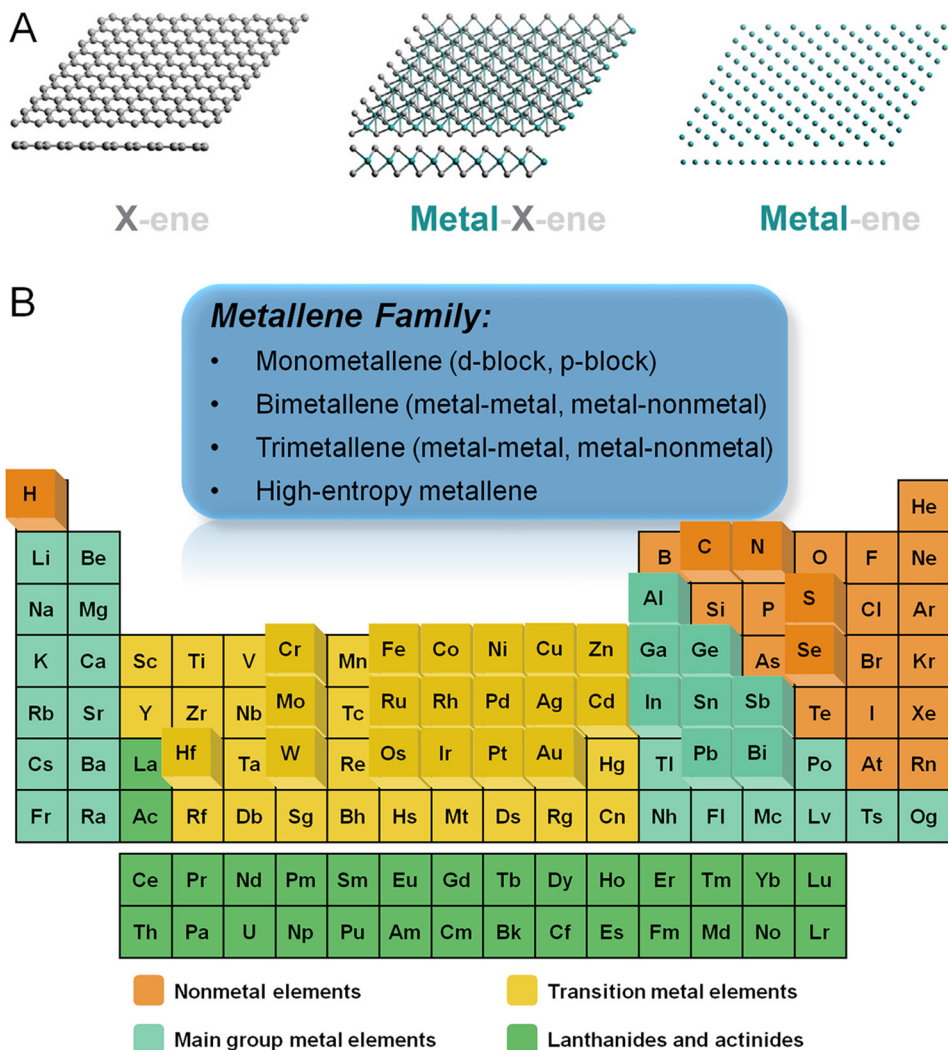 A
X-ene
Metal-X-ene
Metal-ene
B
Metallene Family:
• Monometallene (d-block, p-block)
• Bimetallene (metal-metal, metal-nonmetal)
• Trimetallene (metal-metal, metal-nonmetal)
• High-entropy metallene
H He
Li Be B C N O F Ne
Na Mg Al Si P S Cl Ar
K Ca Sc Ti V Cr Mn Fe Co Ni Cu Zn Ga Ge As Se Br Kr
Rb Sr Y Zr Nb Mo Tc Ru Rh Pd Ag Cd In Sn Sb Te I Xe
Cs Ba La Hf Ta W Re Os Ir Pt Au Hg Tl Pb Bi Po At Rn
Fr Ra Ac Rf Db Sg Bh Hs Mt Ds Rg Cn Nh Fl Mc Lv Ts Og
Ce Pr Nd Pm Sm Eu Gd Tb Dy Ho Er Tm Yb Lu
Th Pa U Np Pu Am Cm Bk Cf Es Fm Md No Lr
Nonmetal elements
Transition metal elements
Main group metal elements
Lanthanides and actinides